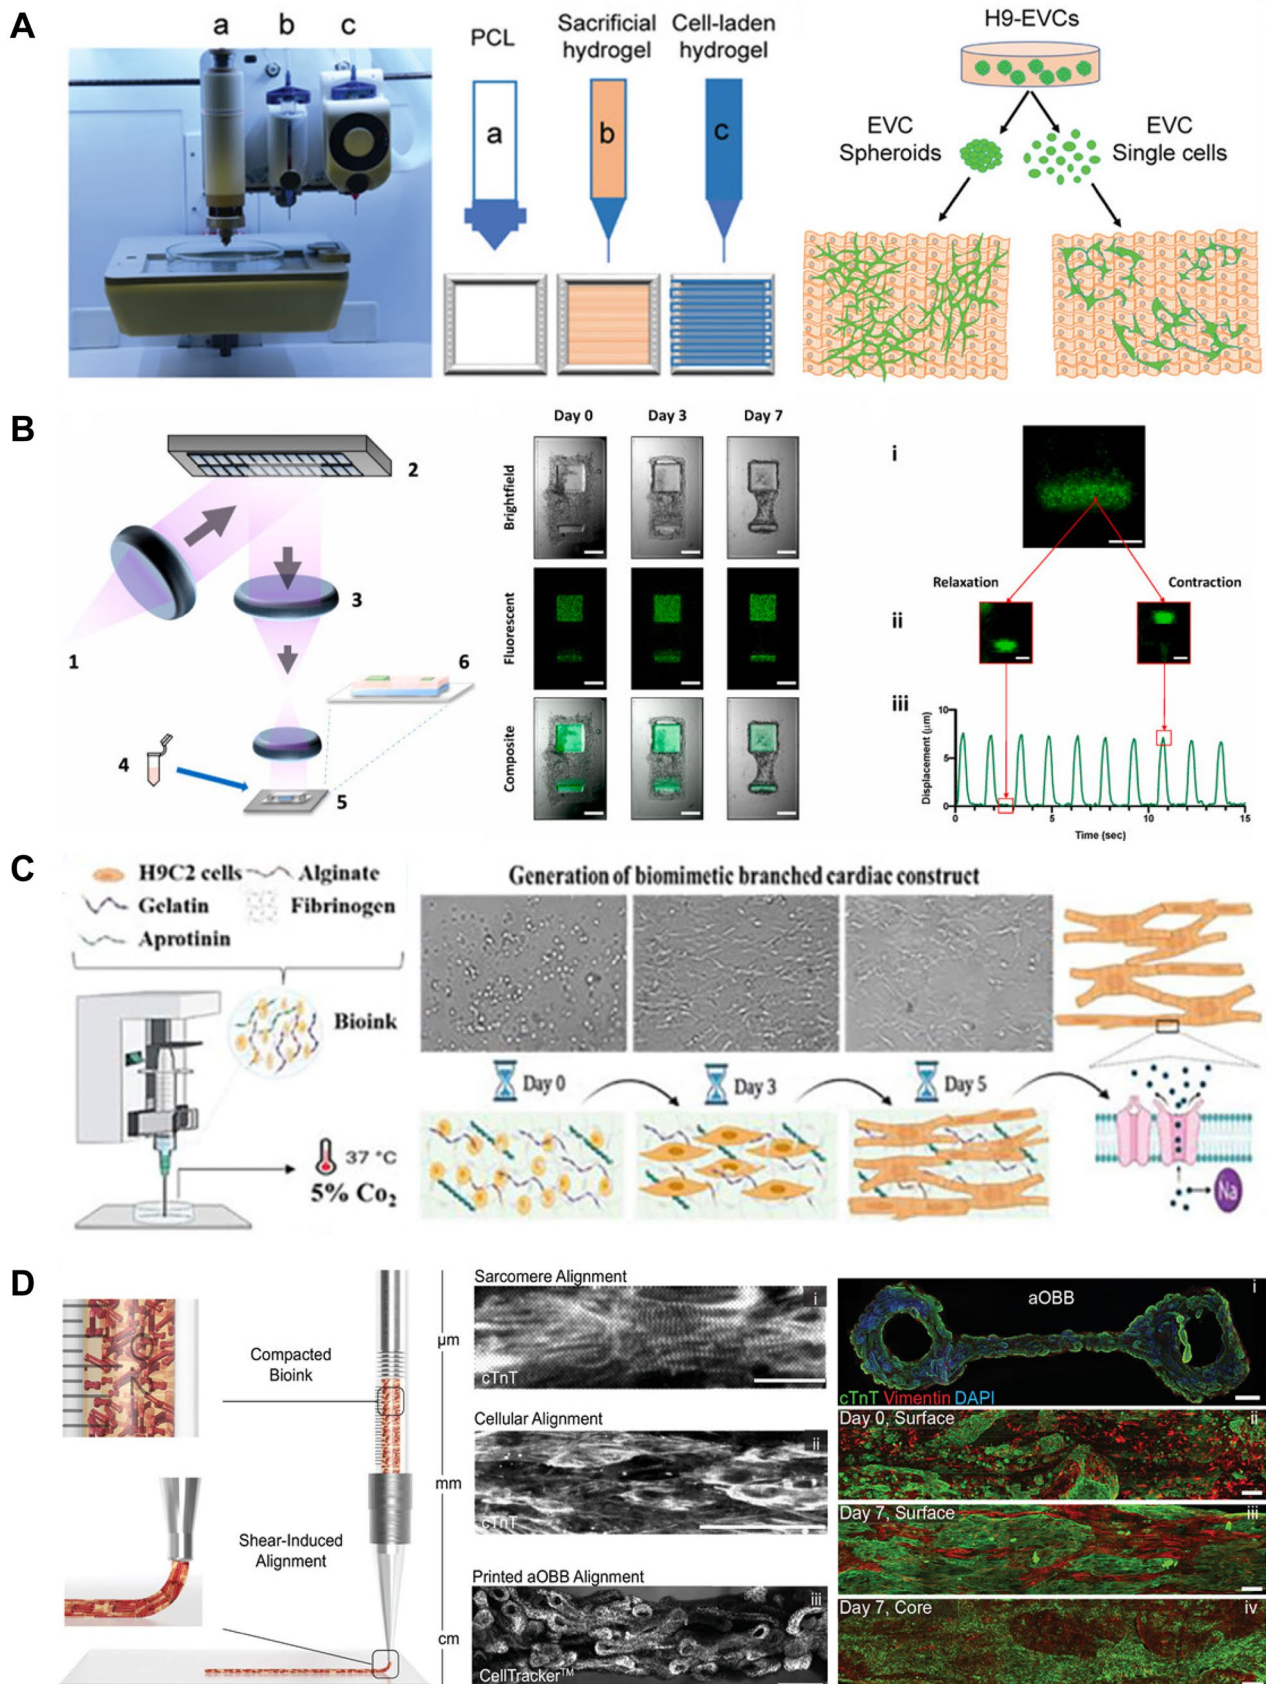 A
a b c
PCL
Sacrificial
hydrogel
Cell-laden
hydrogel
a
b
c
H9-EVCs
EVC
Spheroids
EVC
Single cells
B
1
2
3
4
5
6
Day 0 Day 3 Day 7
Brightfield
Fluorescent
Composite
i
Relaxation Contraction
ii
iii
Displacement (µm)
10
5
0
0 5 10 15
Time (sec)
C
H9C2 cells Alginate
Gelatin Fibrinogen
Aprotinin
Bioink
37 °C
5% Co2
Generation of biomimetic branched cardiac construct
Day 0
Day 3
Day 5
Na
D
Compacted
Bioink
Shear-Induced
Alignment
µm
mm
cm
Sarcomere Alignment
i
cTnT
Cellular Alignment
ii
cTnT
Printed aOBB Alignment
iii
CellTracker™
i
aOBB
cTnT Vimentin DAPI
Day 0, Surface ii
Day 7, Surface iii
Day 7, Core iv